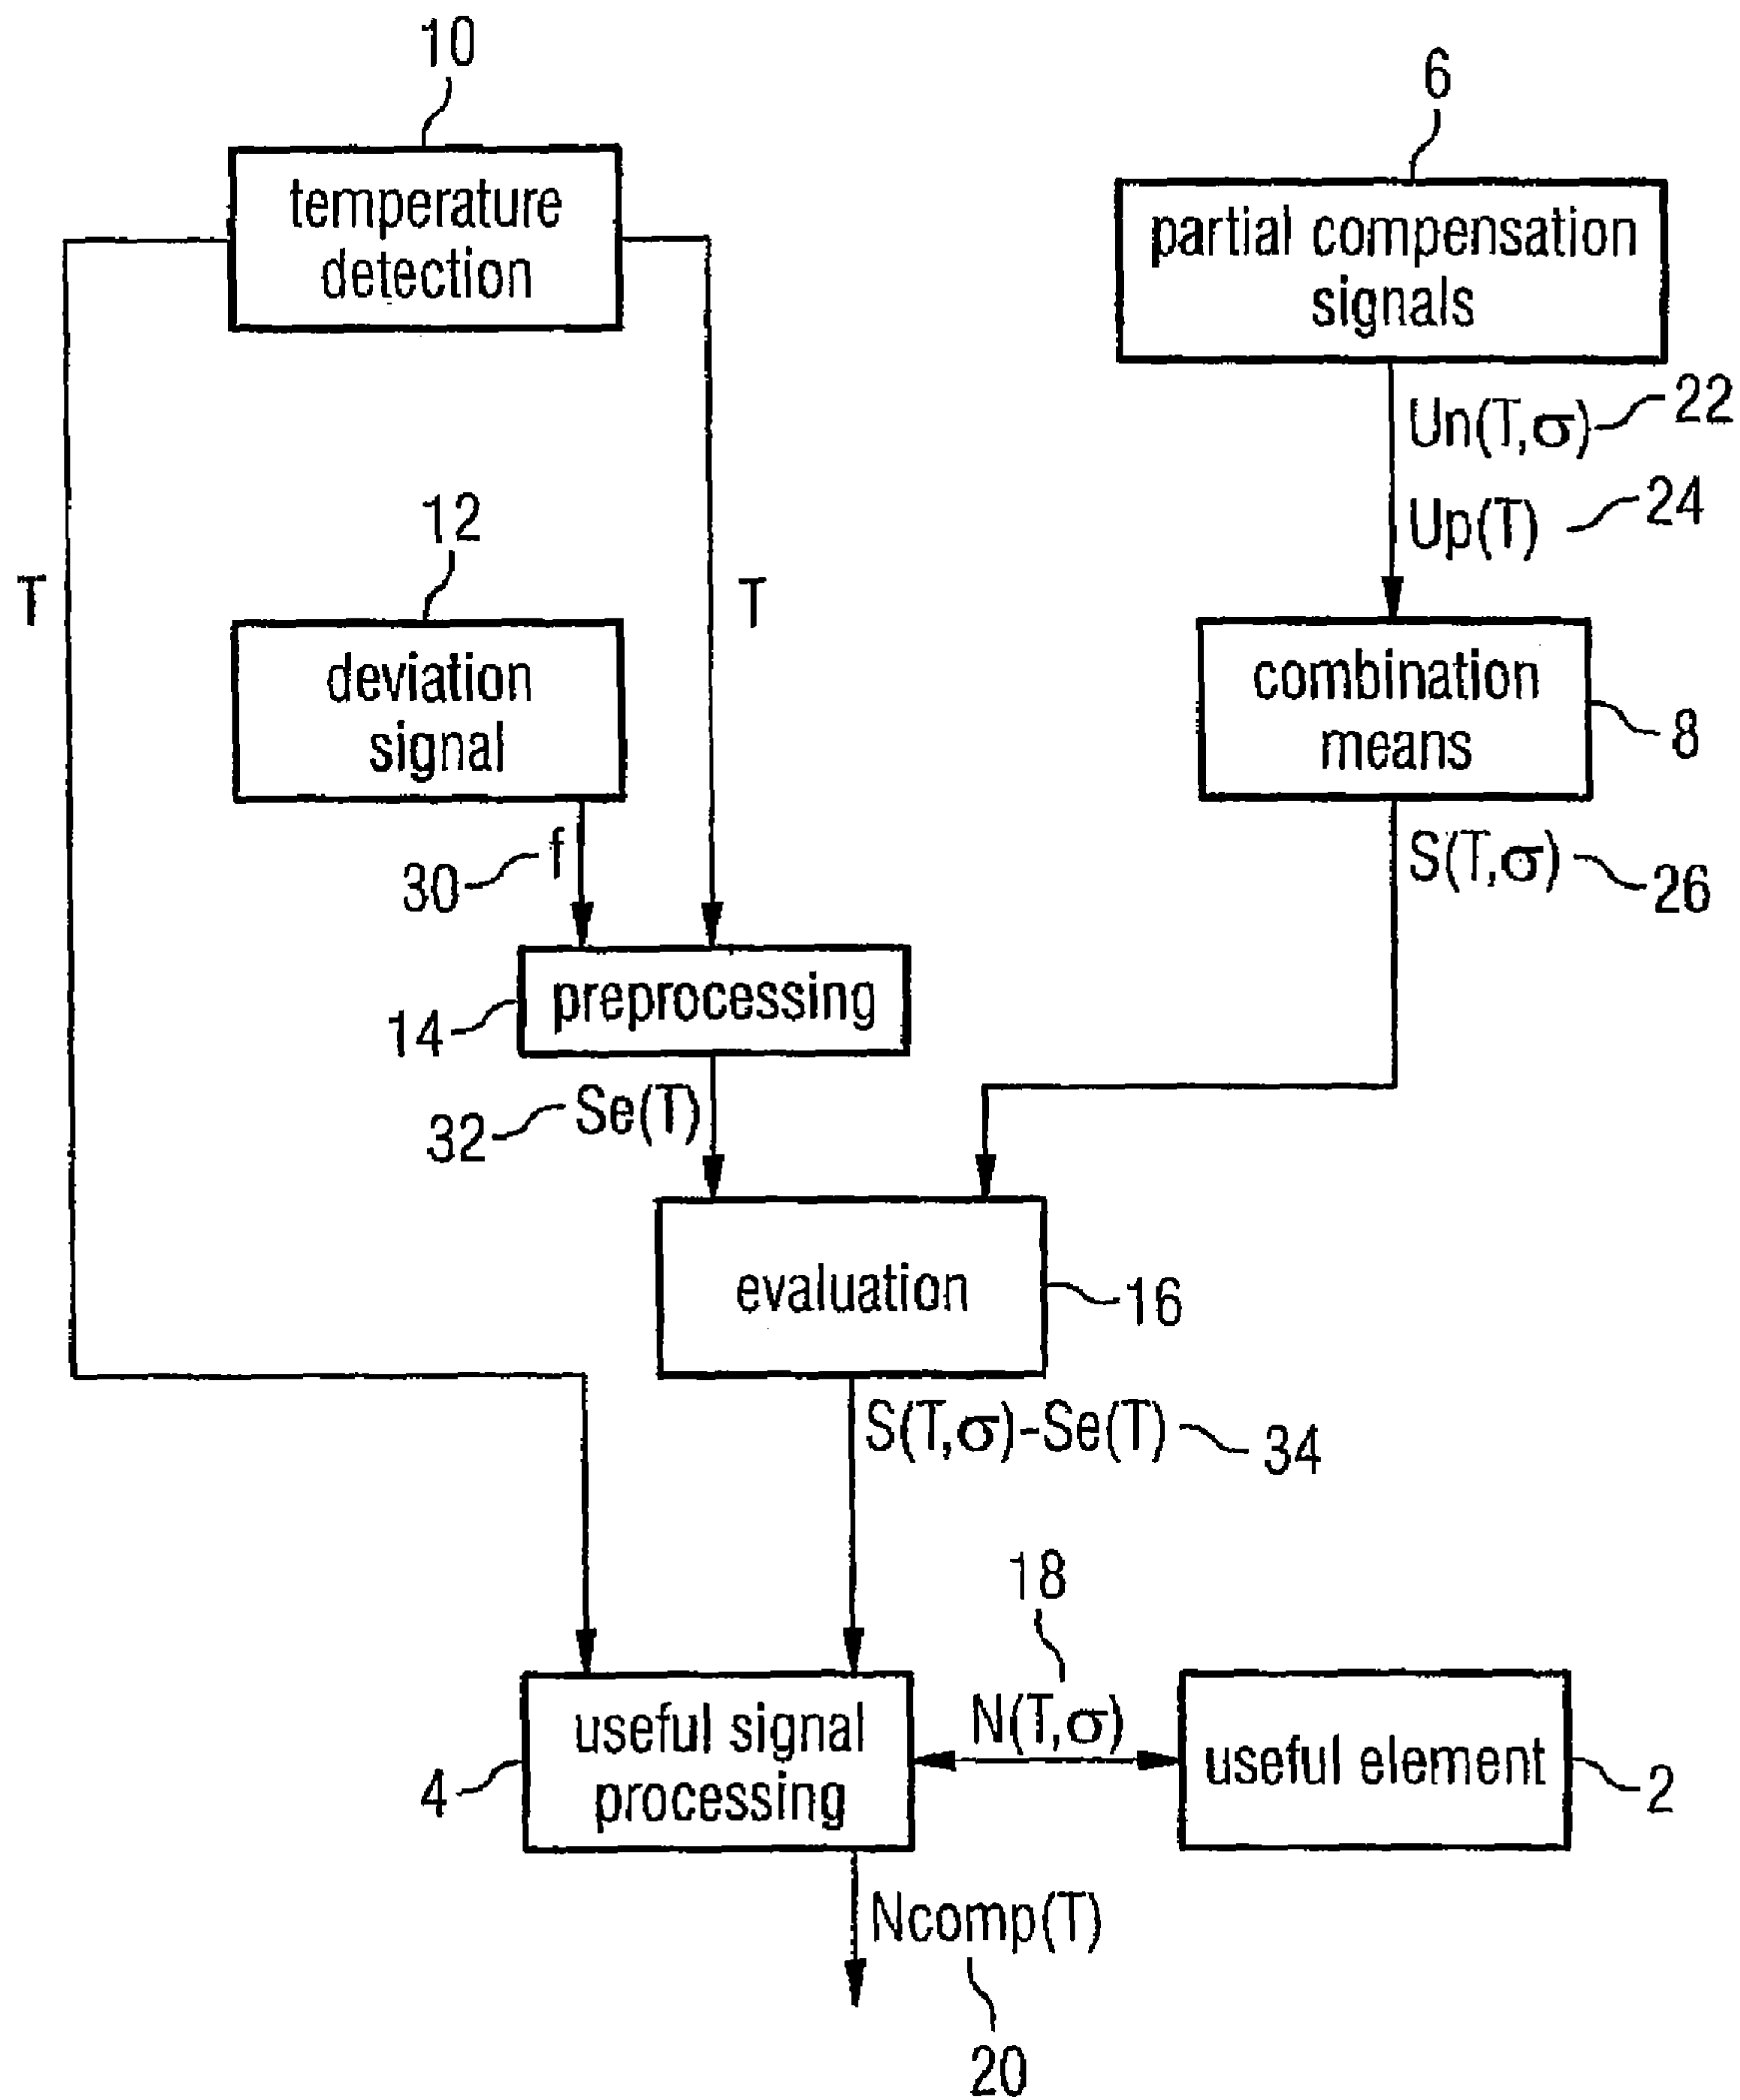 10
6
temperature
detection
partial compensation
signals
Un(T,σ)
22
Up(T)
24
12
T
T
deviation
signal
combination
means
8
f
30
S(T,σ)
26
preprocessing
14
Se(T)
32
evaluation
16
S(T,σ)-Se(T)
34
18
N(T,σ)
useful signal
processing
4
useful element
2
Ncomp(T)
20